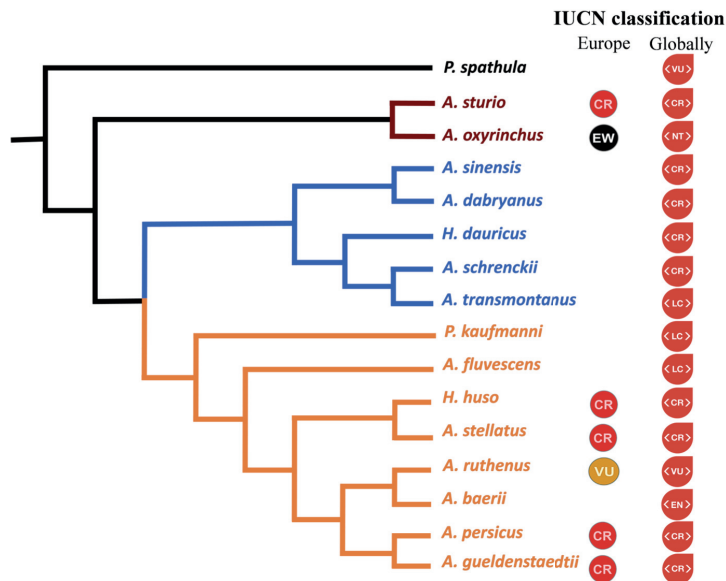 IUCN classification
Europe Globally
P. spathula <VU>
A. sturio CR <CR>
A. oxyrinchus EW <NT>
A. sinensis <CR>
A. dabryanus <CR>
H. dauricus <CR>
A. schrenckii <CR>
A. transmontanus <LC>
P. kaufmanni <LC>
A. fluvescens <LC>
H. huso CR <CR>
A. stellatus CR <CR>
A. ruthenus VU <VU>
A. baerii <EN>
A. persicus CR <CR>
A. gueldenstaedtii CR <CR>